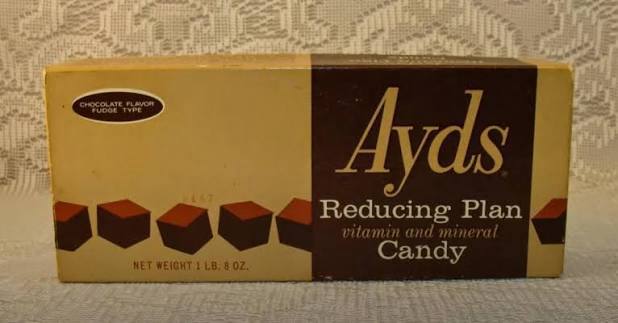 CHOCOLATE FLAVOR
FUDGE TYPE
Ayds
Reducing Plan
vitamin and mineral
Candy
NET WEIGHT 1 LB. 8 OZ.